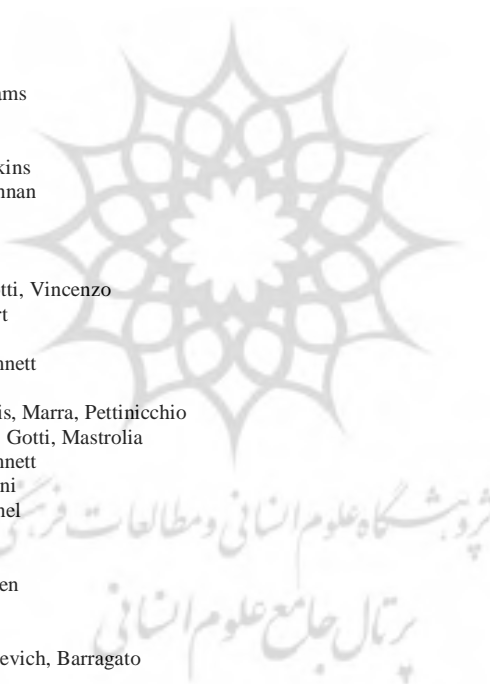 ams
kins
nnan
tti, Vincenzo
rt
nnett
is, Marra, Pettinicchio
Gotti, Mastrolia
nnett
ni
nel
پژوهشگاه علوم انسانی و مطالعات فرهنگی
en
پرتال جامع علوم انسانی
evich, Barragato